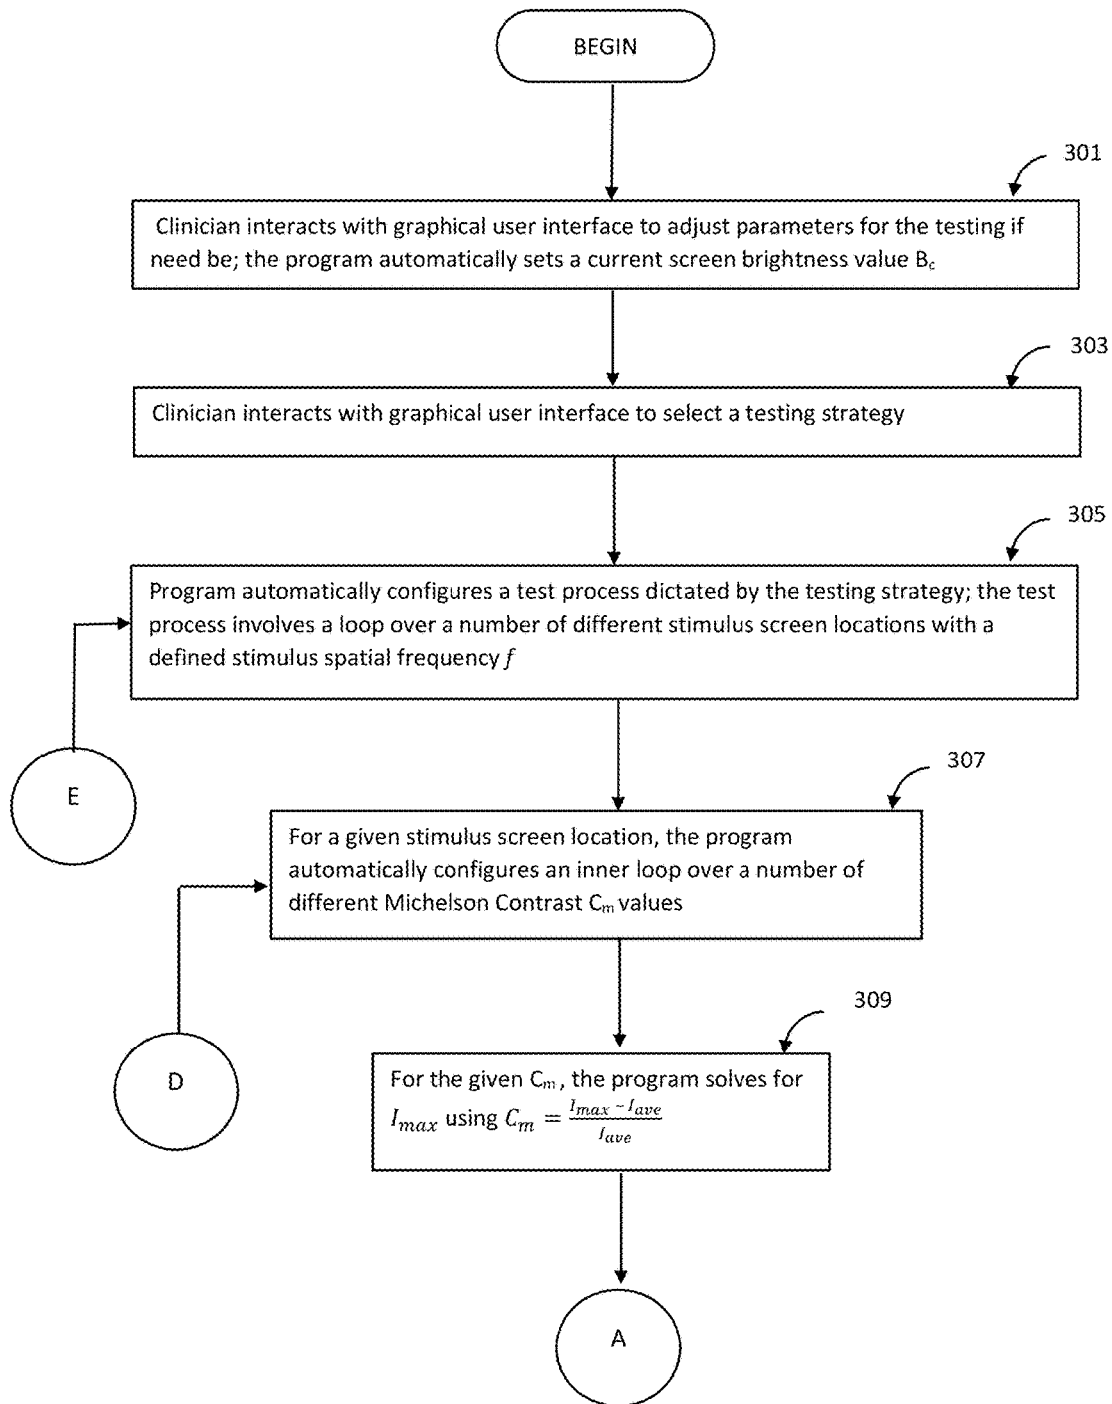 BEGIN
301
Clinician interacts with graphical user interface to adjust parameters for the testing if
need be; the program automatically sets a current screen brightness value Bc
303
Clinician interacts with graphical user interface to select a testing strategy
305
Program automatically configures a test process dictated by the testing strategy; the test
process involves a loop over a number of different stimulus screen locations with a
defined stimulus spatial frequency f
E
307
For a given stimulus screen location, the program
automatically configures an inner loop over a number of
different Michelson Contrast Cm values
D
309
For the given Cm, the program solves for
Imax using Cm = (Imax - Iave) / Iave
A